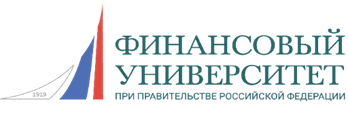 ФИНАНСОВЫЙ
УНИВЕРСИТЕТ
ПРИ ПРАВИТЕЛЬСТВЕ РОССИЙСКОЙ ФЕДЕРАЦИИ
1919